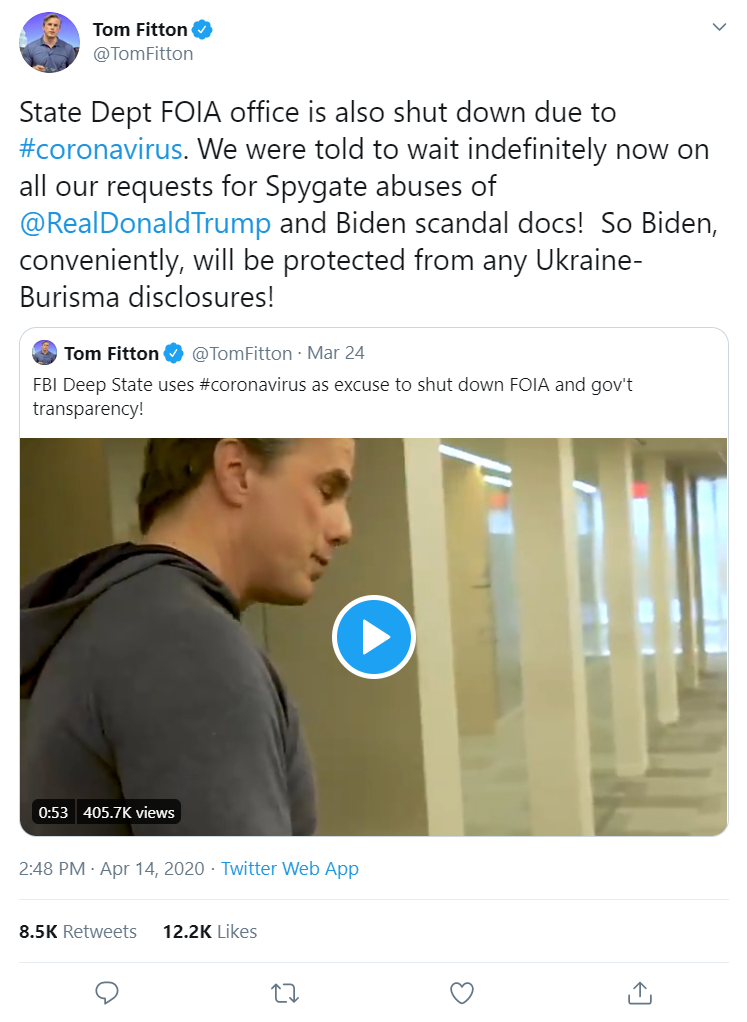 Tom Fitton
@TomFitton
State Dept FOIA office is also shut down due to
#coronavirus. We were told to wait indefinitely now on
all our requests for Spygate abuses of
@RealDonaldTrump and Biden scandal docs!  So Biden,
conveniently, will be protected from any Ukraine-
Burisma disclosures!
Tom Fitton @TomFitton · Mar 24
FBI Deep State uses #coronavirus as excuse to shut down FOIA and gov't
transparency!
0:53 405.7K views
2:48 PM · Apr 14, 2020 · Twitter Web App
8.5K Retweets 12.2K Likes